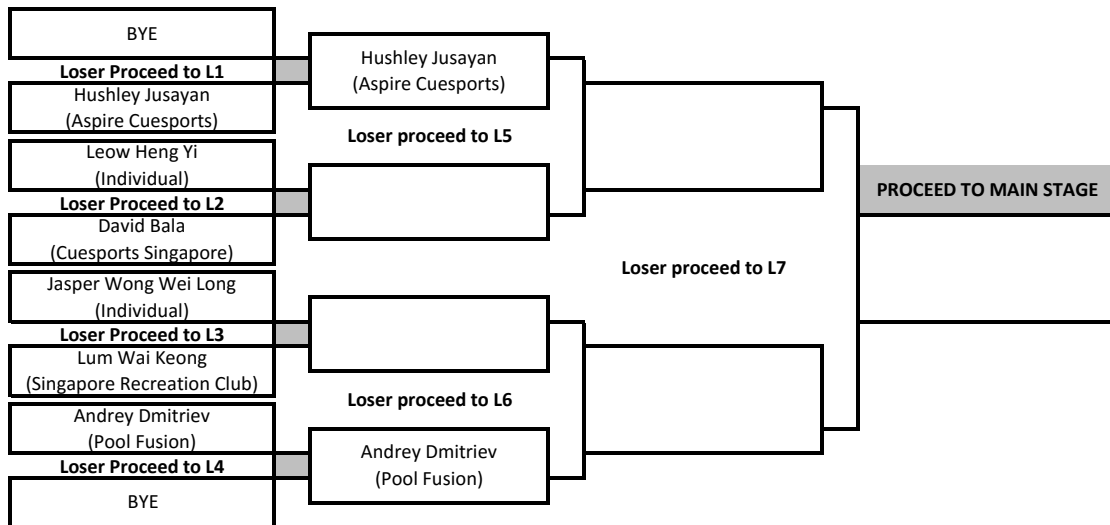 BYE
Loser Proceed to L1
Hushley Jusayan
(Aspire Cuesports)
Leow Heng Yi
(Individual)
Loser Proceed to L2
David Bala
(Cuesports Singapore)
Jasper Wong Wei Long
(Individual)
Loser Proceed to L3
Lum Wai Keong
(Singapore Recreation Club)
Andrey Dmitriev
(Pool Fusion)
Loser Proceed to L4
BYE
Hushley Jusayan
(Aspire Cuesports)
Loser proceed to L5
Loser proceed to L6
Andrey Dmitriev
(Pool Fusion)
Loser proceed to L7
PROCEED TO MAIN STAGE